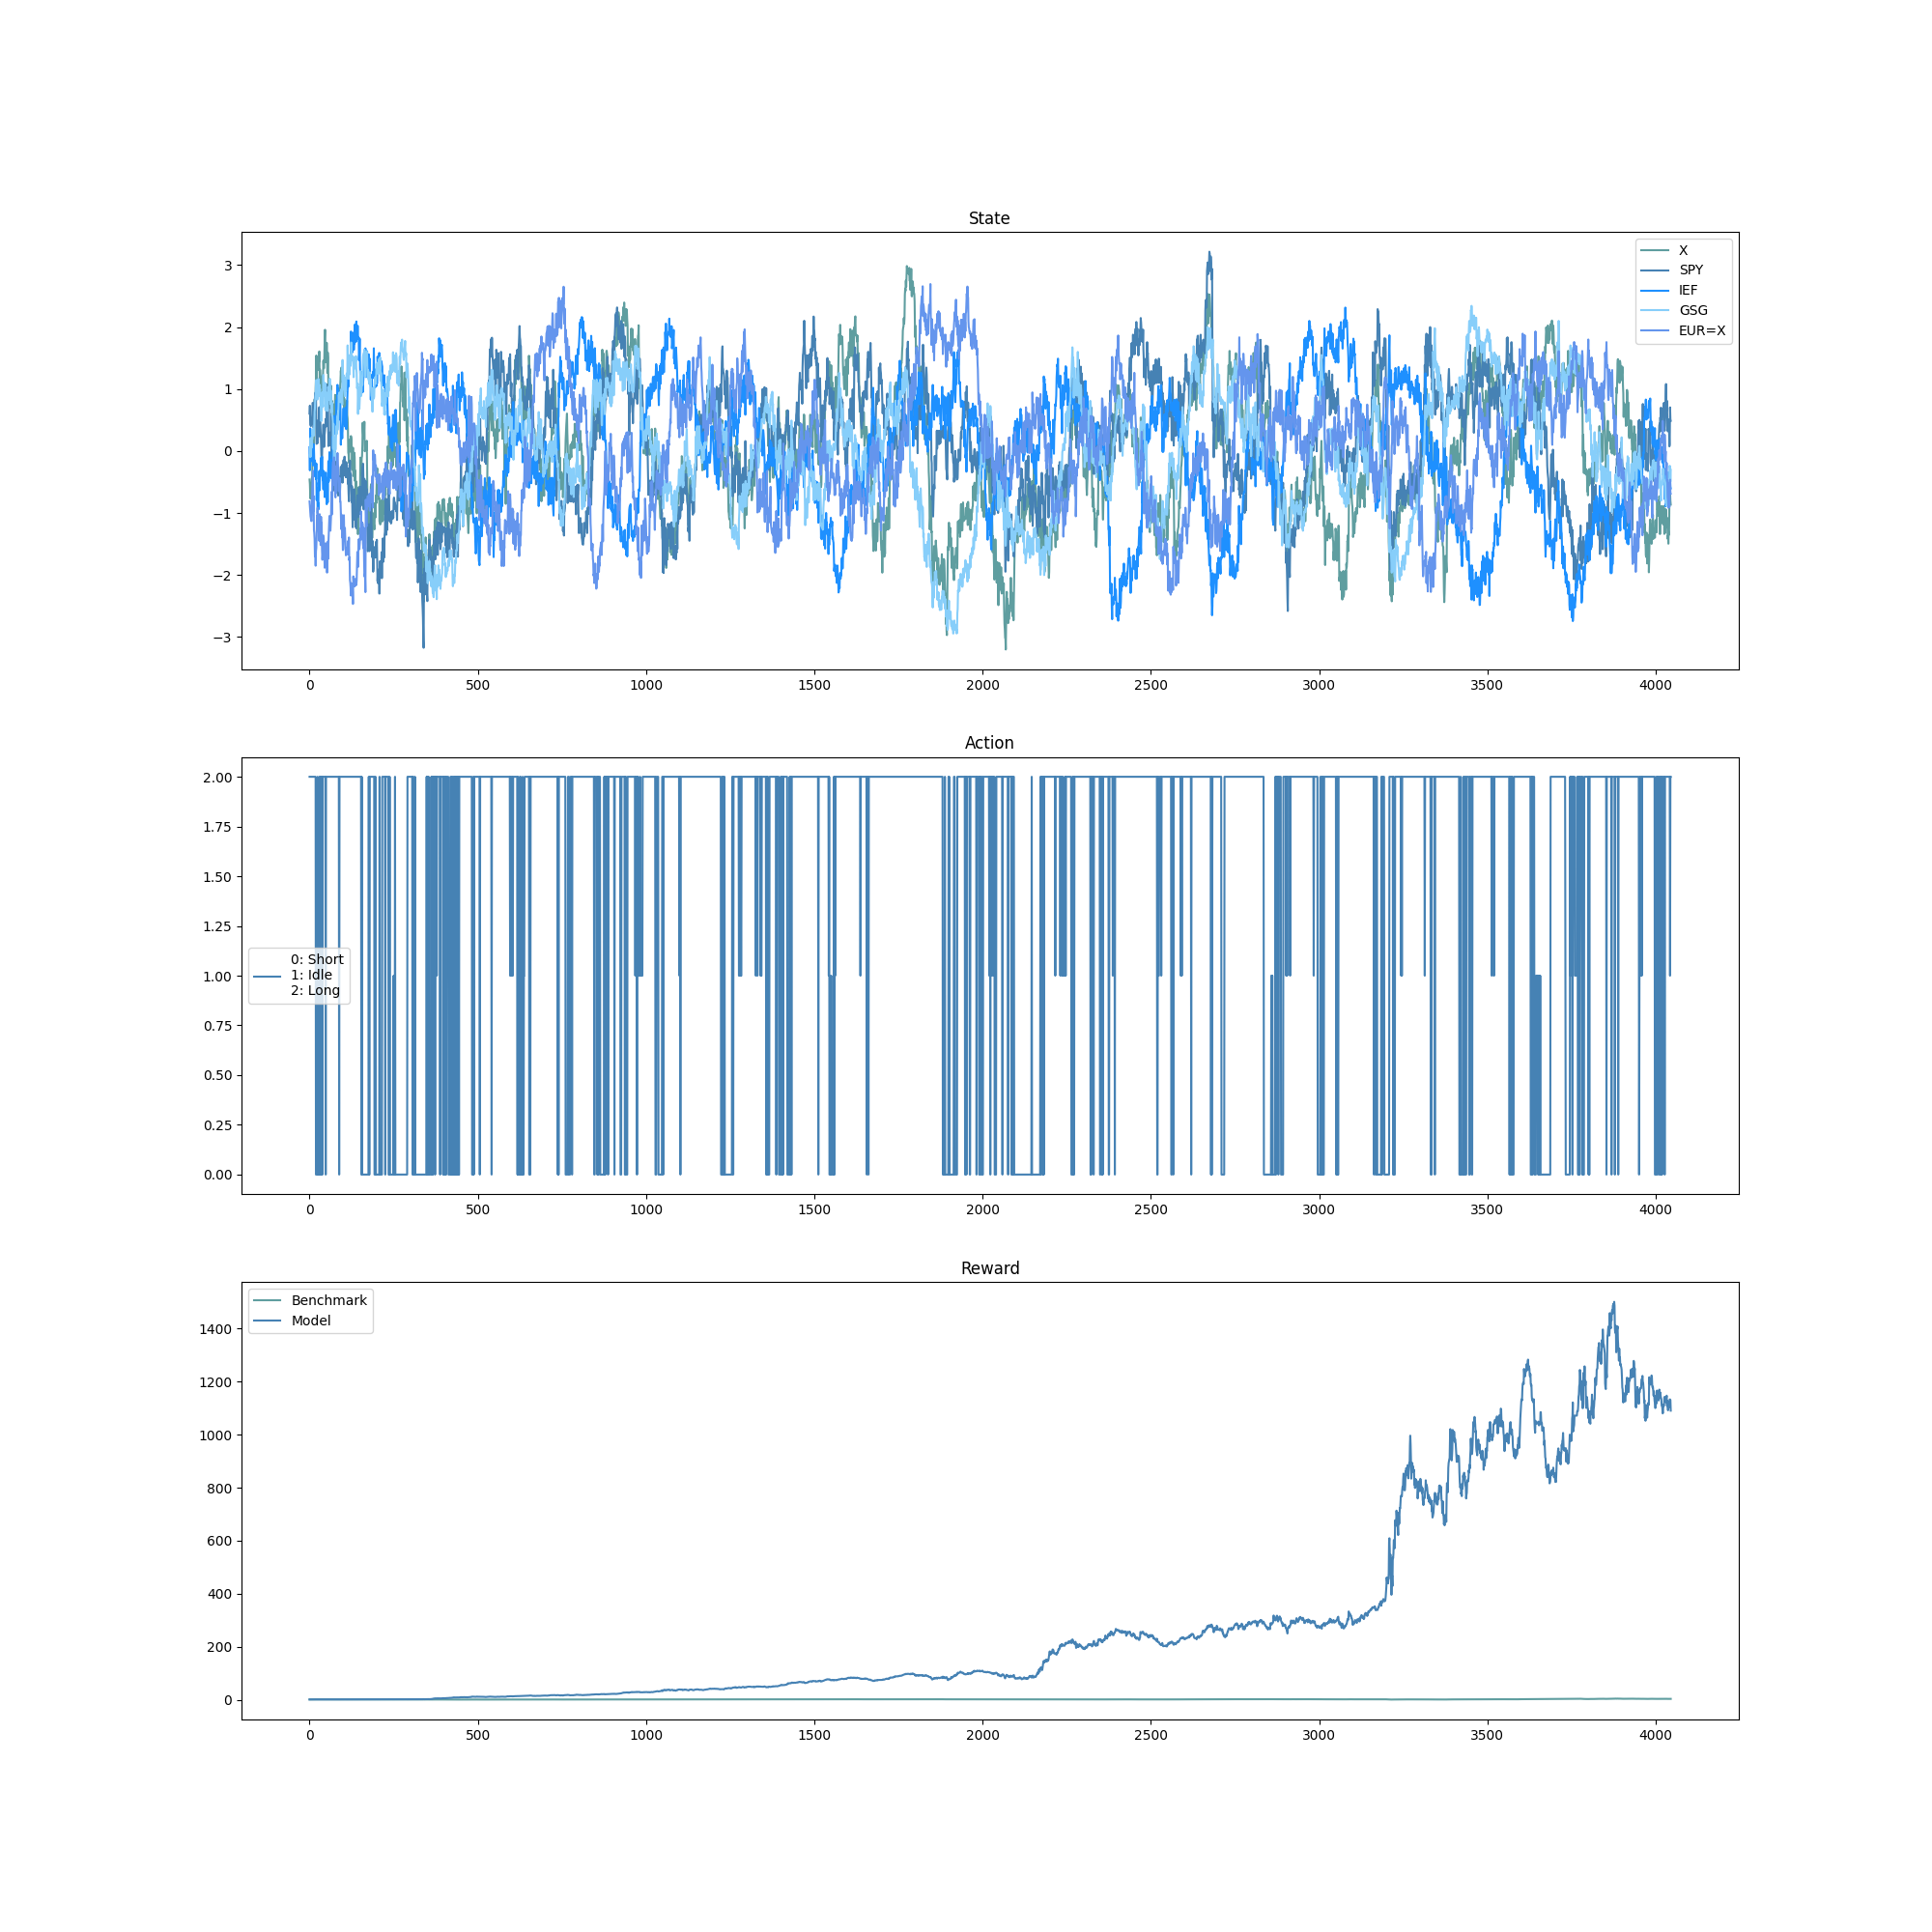 State
3
2
1
0
−1
−2
−3
X
SPY
IEF
GSG
EUR=X
0 500 1000 1500 2000 2500 3000 3500 4000
Action
2.00
1.75
1.50
1.25
1.00
0.75
0.50
0.25
0.00
0: Short
1: Idle
2: Long
0 500 1000 1500 2000 2500 3000 3500 4000
Reward
Benchmark
Model
1400
1200
1000
800
600
400
200
0
0 500 1000 1500 2000 2500 3000 3500 4000